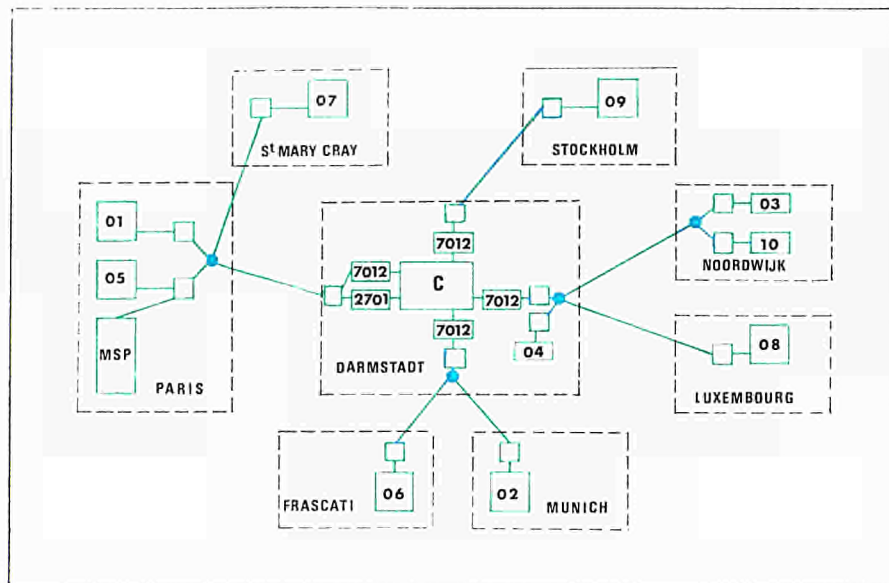 07
St MARY CRAY
09
STOCKHOLM
01
05
MSP
PARIS
7012
7012
2701
C
7012
7012
04
DARMSTADT
03
10
NOORDWIJK
08
LUXEMBOURG
FRASCATI
06
02
MUNICH